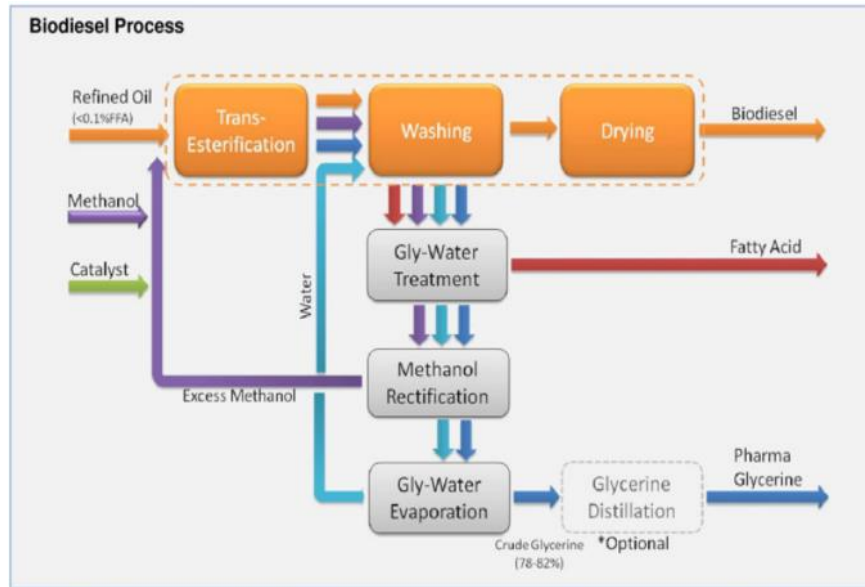 Biodiesel Process
Refined Oil
(<0.1%FFA)
Trans-
Esterification
Washing
Drying
Biodiesel
Methanol
Catalyst
Water
Gly-Water
Treatment
Fatty Acid
Methanol
Rectification
Excess Methanol
Gly-Water
Evaporation
Crude Glycerine
(78-82%)
Glycerine
Distillation
*Optional
Pharma
Glycerine